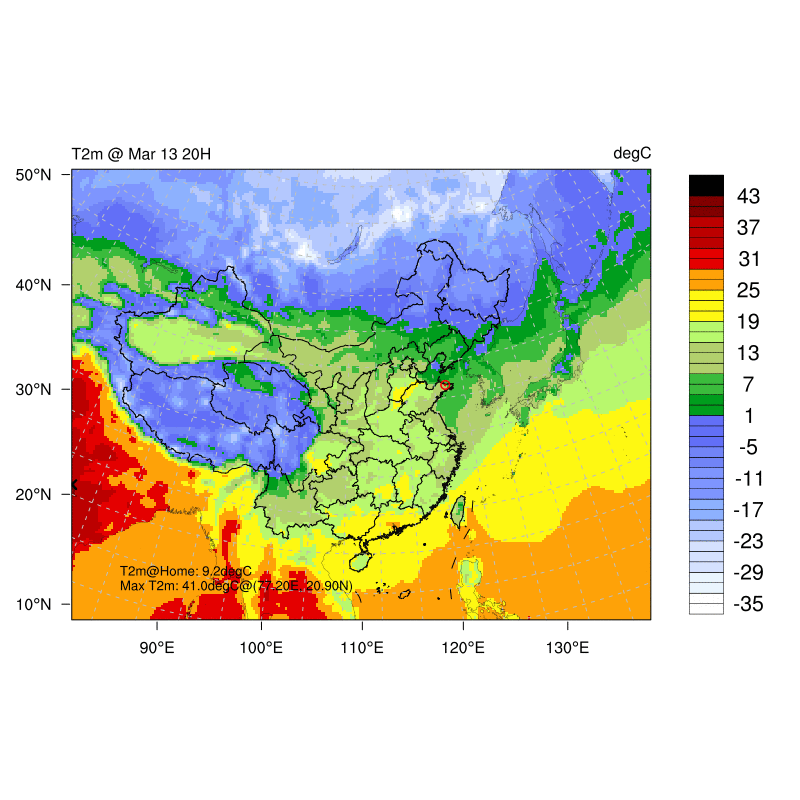 T2m @ Mar 13 20H
degC
50°N
40°N
30°N
20°N
10°N
90°E
100°E
110°E
120°E
130°E
T2m@Home: 9.2degC
Max T2m: 41.0degC@(77.20E, 20.90N)
43
37
31
25
19
13
7
1
-5
-11
-17
-23
-29
-35